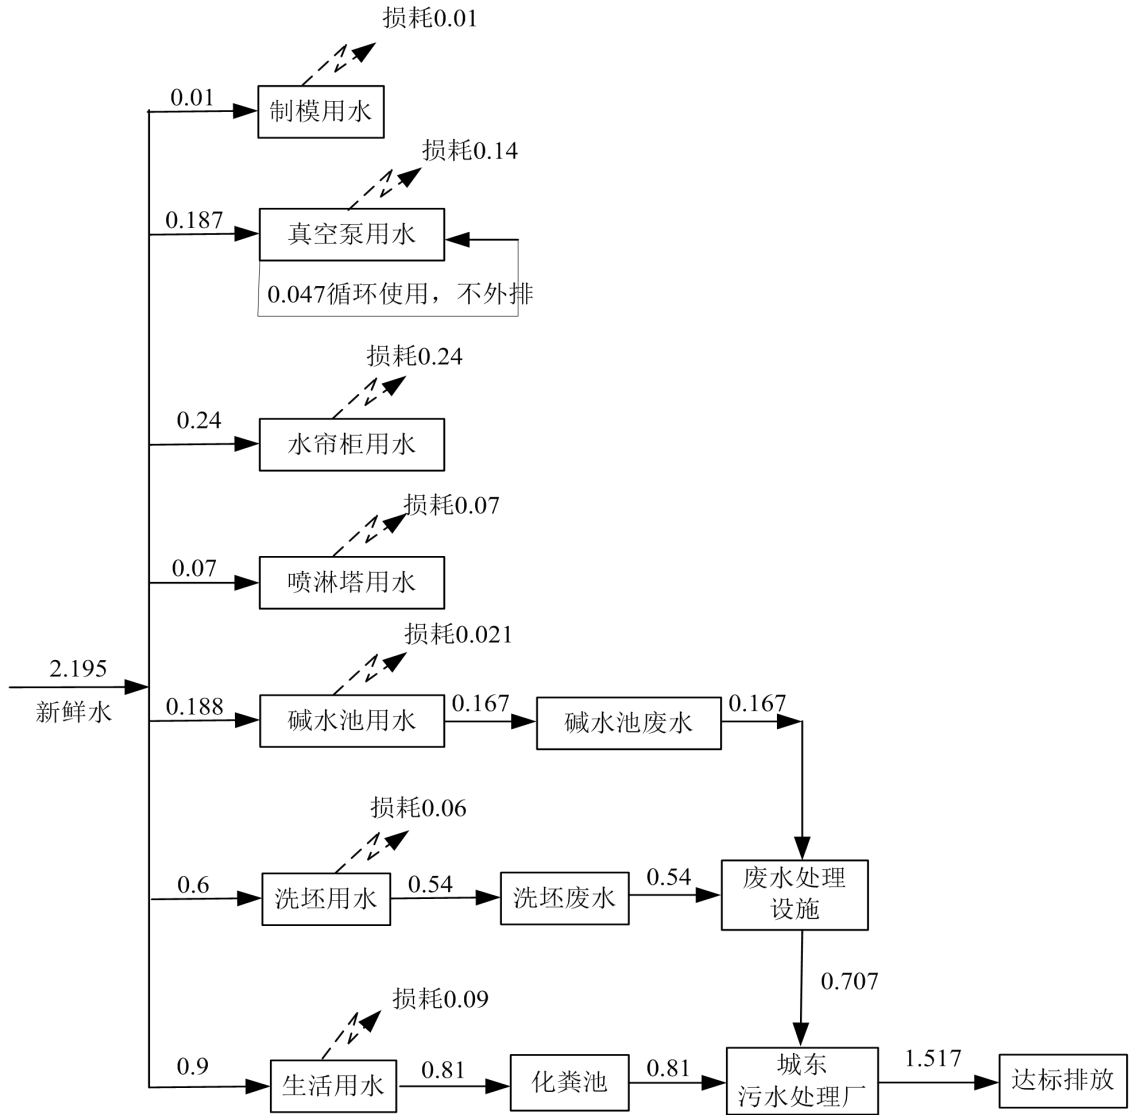 损耗0.01
0.01
制模用水
损耗0.14
0.187
真空泵用水
0.047循环使用，不外排
损耗0.24
0.24
水帘柜用水
损耗0.07
0.07
喷淋塔用水
损耗0.021
2.195
新鲜水
0.188
碱水池用水
0.167
碱水池废水
0.167
损耗0.06
0.6
洗坯用水
0.54
洗坯废水
0.54
废水处理
设施
0.707
损耗0.09
0.9
生活用水
0.81
化粪池
0.81
城东
污水处理厂
1.517
达标排放